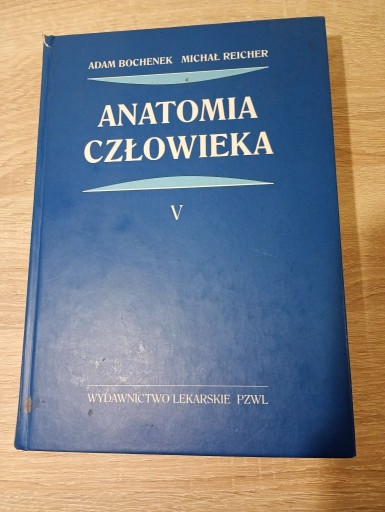 ADAM BOCHENEK MICHAŁ REICHER
ANATOMIA
CZŁOWIEKA
V
WYDAWNICTWO LEKARSKIE PZWL